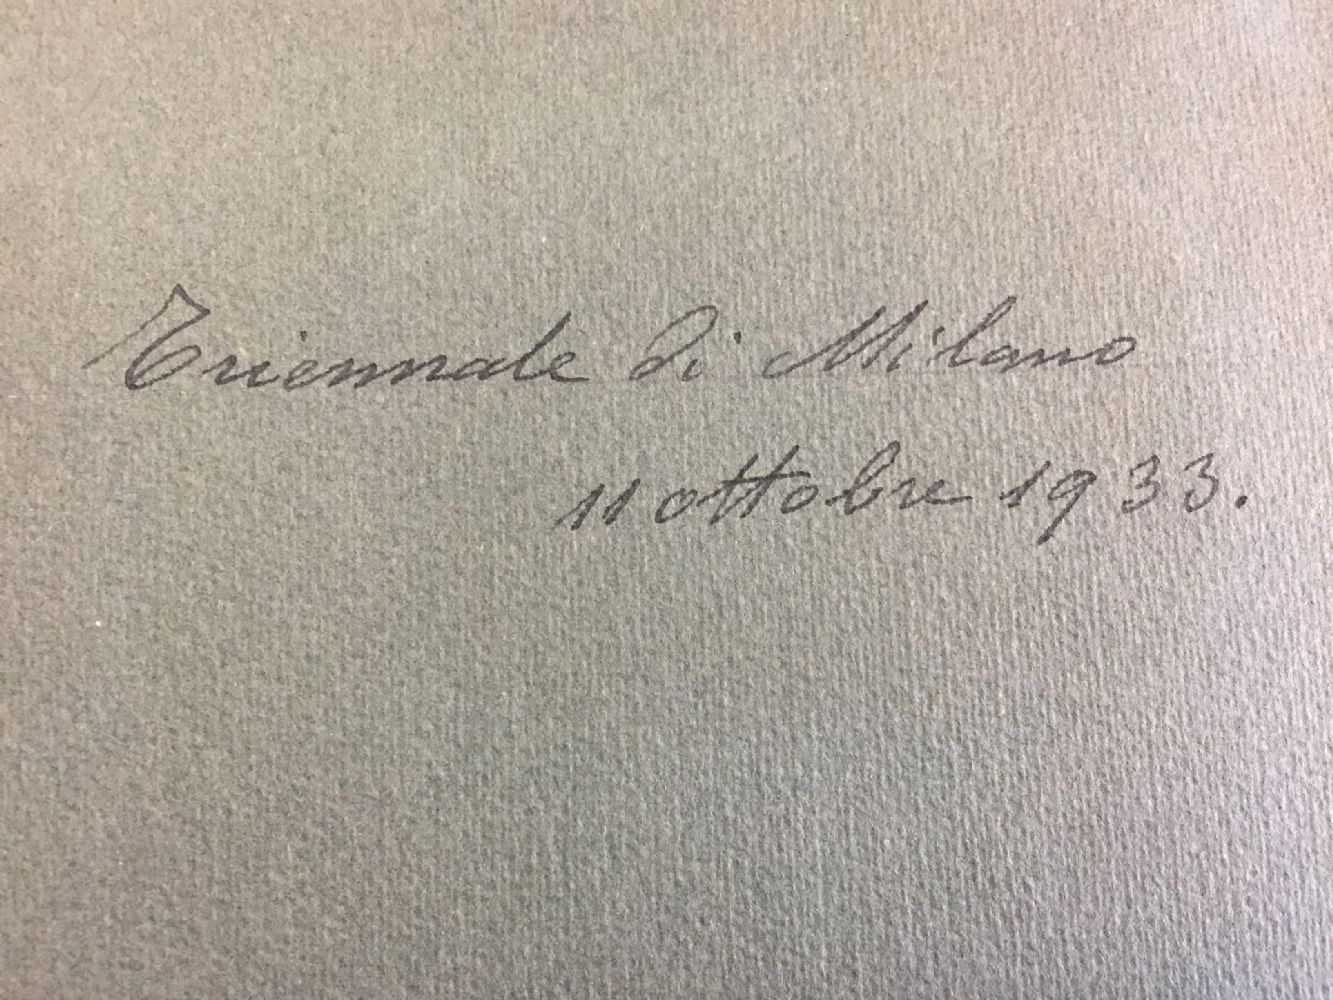 Triennale di Milano
11 ottobre 1933.